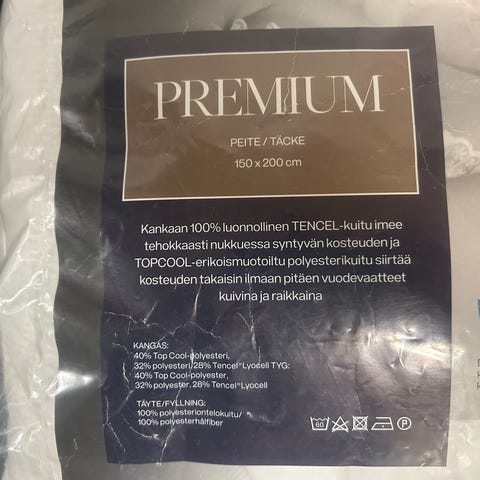 PREMIUM
PEITE / TÄCKE
150 x 200 cm
Kankaan 100% luonnollinen TENCEL-kuitu imee
tehokkaasti nukkuessa syntyvän kosteuden ja
TOPCOOL-erikoismuotoiltu polyesterikuitu siirtää
kosteuden takaisin ilmaan pitäen vuodevaatteet
kuivina ja raikkaina
KANGAS:
40% Top Cool-polyesteri,
32% polyesteri, 28% Tencel®Lyocell TYG:
40% Top Cool-polyester,
32% polyester, 28% Tencel®Lyocell
TÄYTE/FYLLNING:
100% polyesteriontelokuitu/
100% polyesterhålfiber
60
P